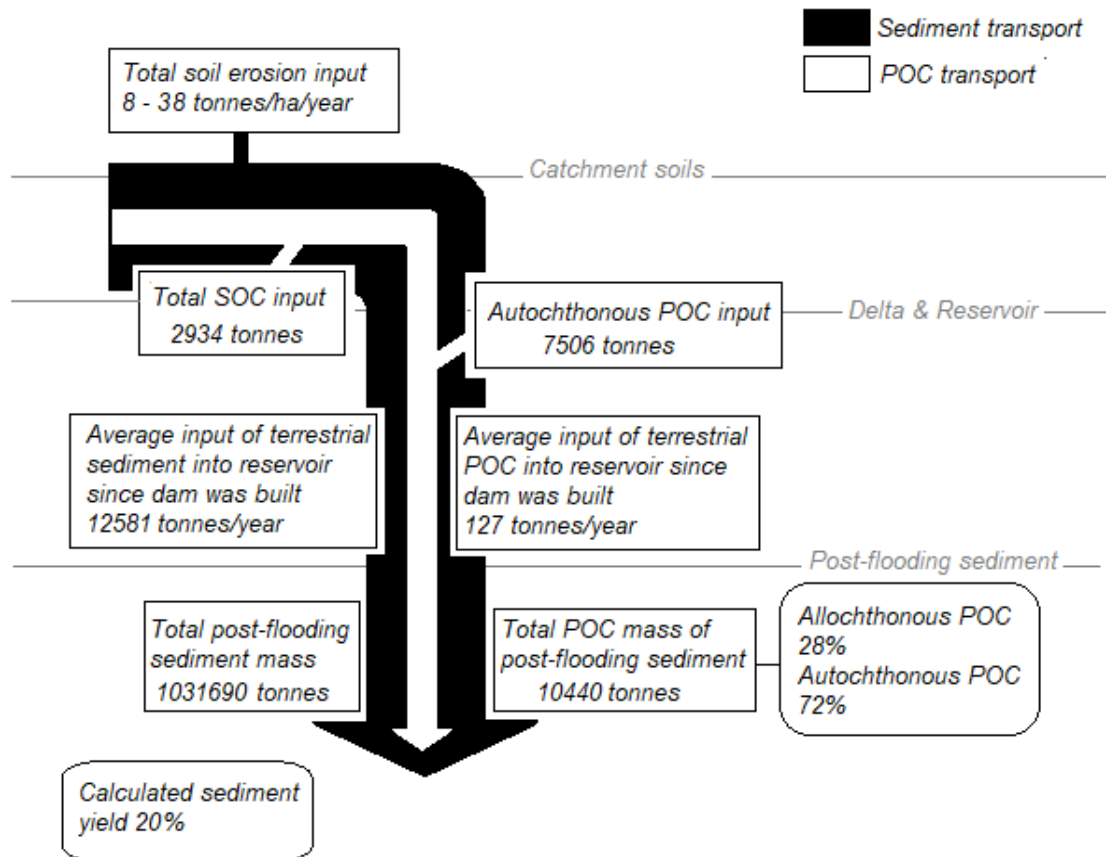 Sediment transport
POC transport
Total soil erosion input
8 - 38 tonnes/ha/year
Catchment soils
Total SOC input
2934 tonnes
Autochthonous POC input
7506 tonnes
Delta & Reservoir
Average input of terrestrial
sediment into reservoir
since dam was built
12581 tonnes/year
Average input of terrestrial
POC into reservoir since
dam was built
127 tonnes/year
Post-flooding sediment
Total post-flooding
sediment mass
1031690 tonnes
Total POC mass of
post-flooding sediment
10440 tonnes
Allochthonous POC
28%
Autochthonous POC
72%
Calculated sediment
yield 20%